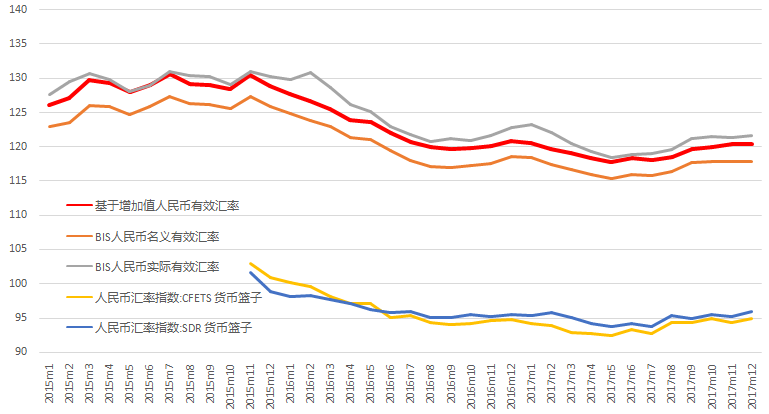 140
135
130
125
120
115
110
105
100
95
90
基于增加值人民币有效汇率
BIS人民币名义有效汇率
BIS人民币实际有效汇率
人民币汇率指数:CFETS 货币篮子
人民币汇率指数:SDR 货币篮子
2015m1
2015m2
2015m3
2015m4
2015m5
2015m6
2015m7
2015m8
2015m9
2015m10
2015m11
2015m12
2016m1
2016m2
2016m3
2016m4
2016m5
2016m6
2016m7
2016m8
2016m9
2016m10
2016m11
2016m12
2017m1
2017m2
2017m3
2017m4
2017m5
2017m6
2017m7
2017m8
2017m9
2017m10
2017m11
2017m12